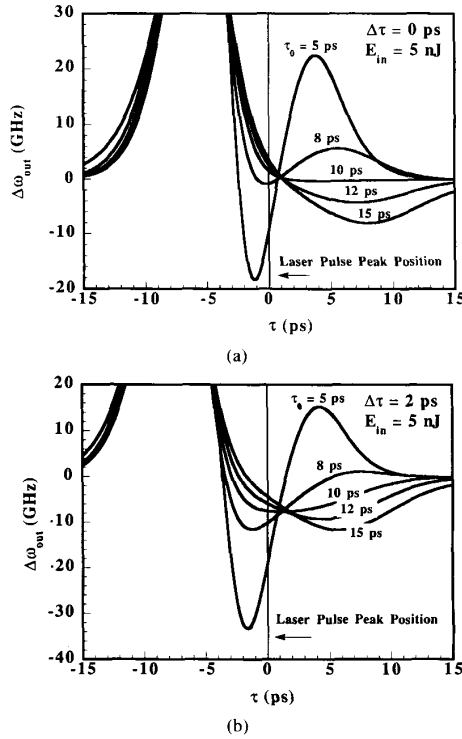 30
20
10
0
-10
-20
Δω_out (GHz)
Δτ = 0 ps
E_in = 5 nJ
τ_0 = 5 ps
8 ps
10 ps
12 ps
15 ps
Laser Pulse Peak Position
-15 -10 -5 0 5 10 15
τ (ps)
(a)
20
10
0
-10
-20
-30
-40
Δω_out (GHz)
Δτ = 2 ps
E_in = 5 nJ
τ_0 = 5 ps
8 ps
10 ps
12 ps
15 ps
Laser Pulse Peak Position
-15 -10 -5 0 5 10 15
τ (ps)
(b)